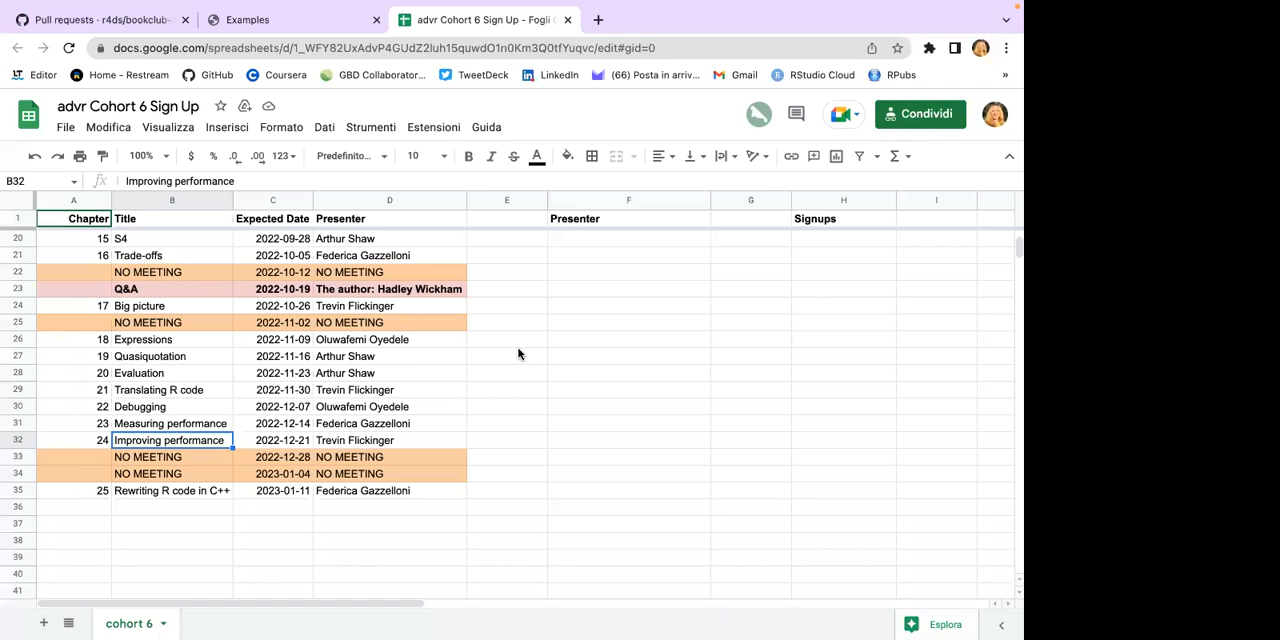 Pull requests · r4ds/bookclub-
Examples
advr Cohort 6 Sign Up - Fogli G
docs.google.com/spreadsheets/d/1_WFY82UxAdvP4GUdZ2luh15quwdO1n0Km3Q0tfYuqvc/edit#gid=0
Editor
Home - Restream
GitHub
Coursera
GBD Collaborator...
TweetDeck
LinkedIn
(66) Posta in arriv...
Gmail
RStudio Cloud
RPubs
»
advr Cohort 6 Sign Up
File Modifica Visualizza Inserisci Formato Dati Strumenti Estensioni Guida
Condividi
100% $ % .0 .00 123 Predefinito... 10 B I S A
B32 fx Improving performance
A B C D E F G H I
1 Chapter Title Expected Date Presenter Presenter Signups
20 15 S4 2022-09-28 Arthur Shaw
21 16 Trade-offs 2022-10-05 Federica Gazzelloni
22 NO MEETING 2022-10-12 NO MEETING
23 Q&A 2022-10-19 The author: Hadley Wickham
24 17 Big picture 2022-10-26 Trevin Flickinger
25 NO MEETING 2022-11-02 NO MEETING
26 18 Expressions 2022-11-09 Oluwafemi Oyedele
27 19 Quasiquotation 2022-11-16 Arthur Shaw
28 20 Evaluation 2022-11-23 Arthur Shaw
29 21 Translating R code 2022-11-30 Trevin Flickinger
30 22 Debugging 2022-12-07 Oluwafemi Oyedele
31 23 Measuring performance 2022-12-14 Federica Gazzelloni
32 24 Improving performance 2022-12-21 Trevin Flickinger
33 NO MEETING 2022-12-28 NO MEETING
34 NO MEETING 2023-01-04 NO MEETING
35 25 Rewriting R code in C++ 2023-01-11 Federica Gazzelloni
36
37
38
39
40
41
cohort 6
Esplora